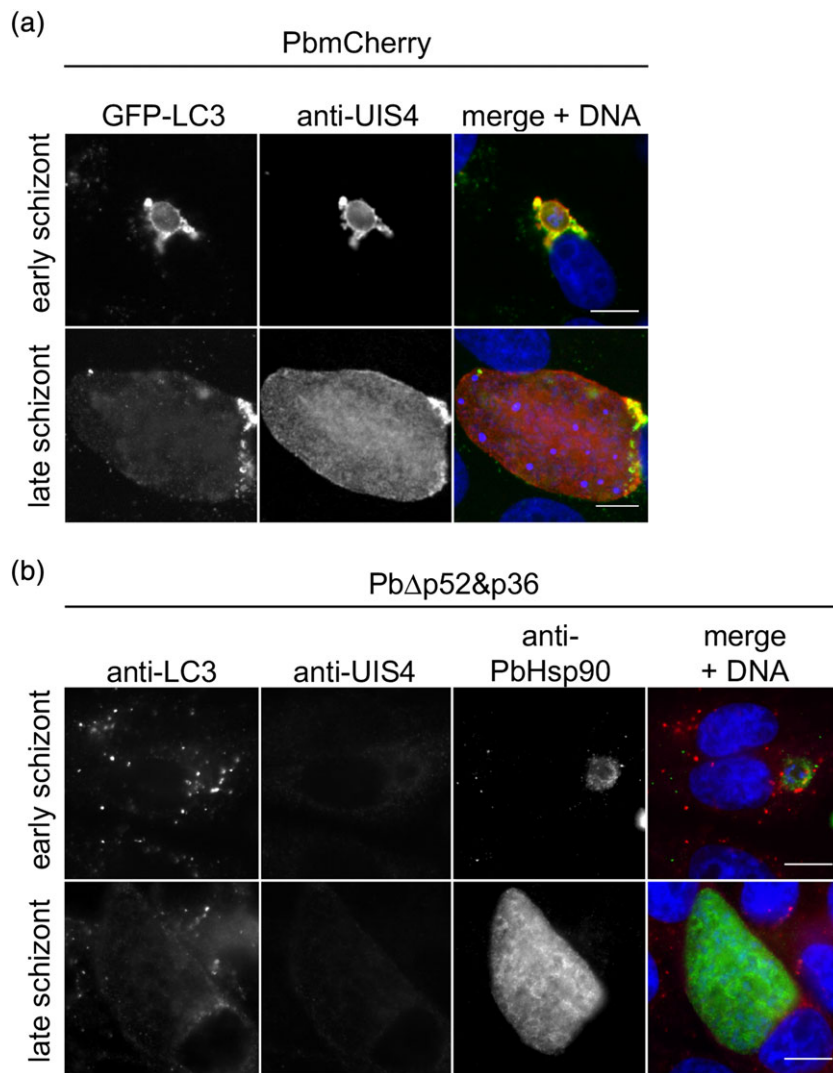 (a)
PbmCherry
GFP-LC3 anti-UIS4 merge + DNA
early schizont
late schizont
(b)
PbΔp52&p36
anti-LC3 anti-UIS4 anti-PbHsp90 merge + DNA
early schizont
late schizont